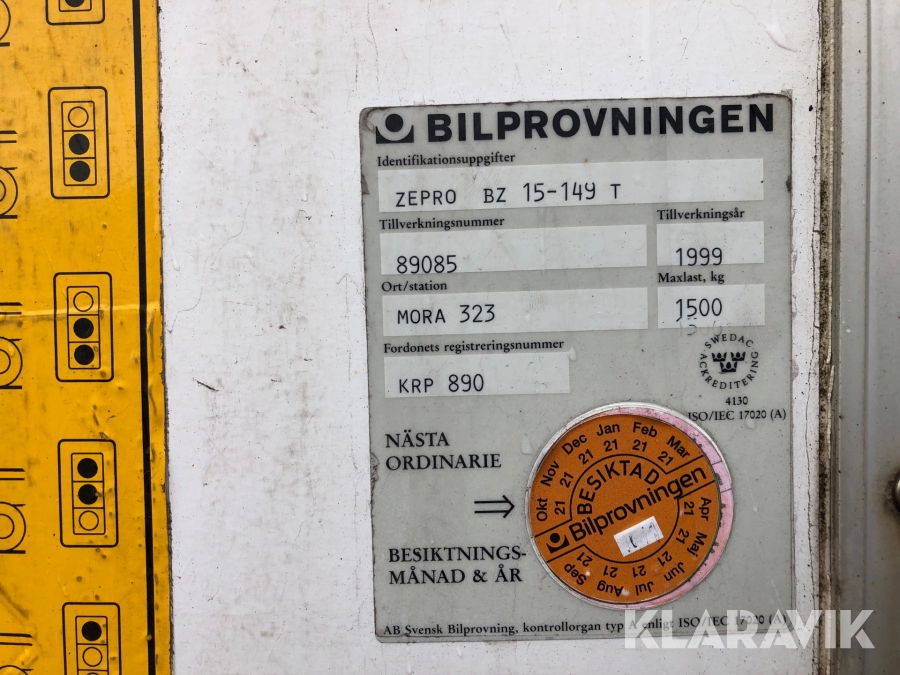 BILPROVNINGEN
Identifikationsuppgifter
ZEPRO BZ 15-149 T
Tillverkningsnummer
Tillverkningsår
89085
1999
Ort/station
Maxlast, kg
MORA 323
1500
Fordonets registreringsnummer
KRP 890
SWEDAC
ACKREDITERING
4130
ISO/IEC 17020 (A)
NÄSTA
ORDINARIE
BESIKTNINGS-
MÅNAD & ÅR
Okt Nov Dec Jan Feb Mar Apr Maj Jun Jul Aug Sep
21 21 21 21 21 21 21 21 21 21 21 21
BESIKTAD
Bilprovningen
AB Svensk Bilprovning, kontrollorgan typ A enligt ISO/IEC 17020 (A)
KLARAVIK